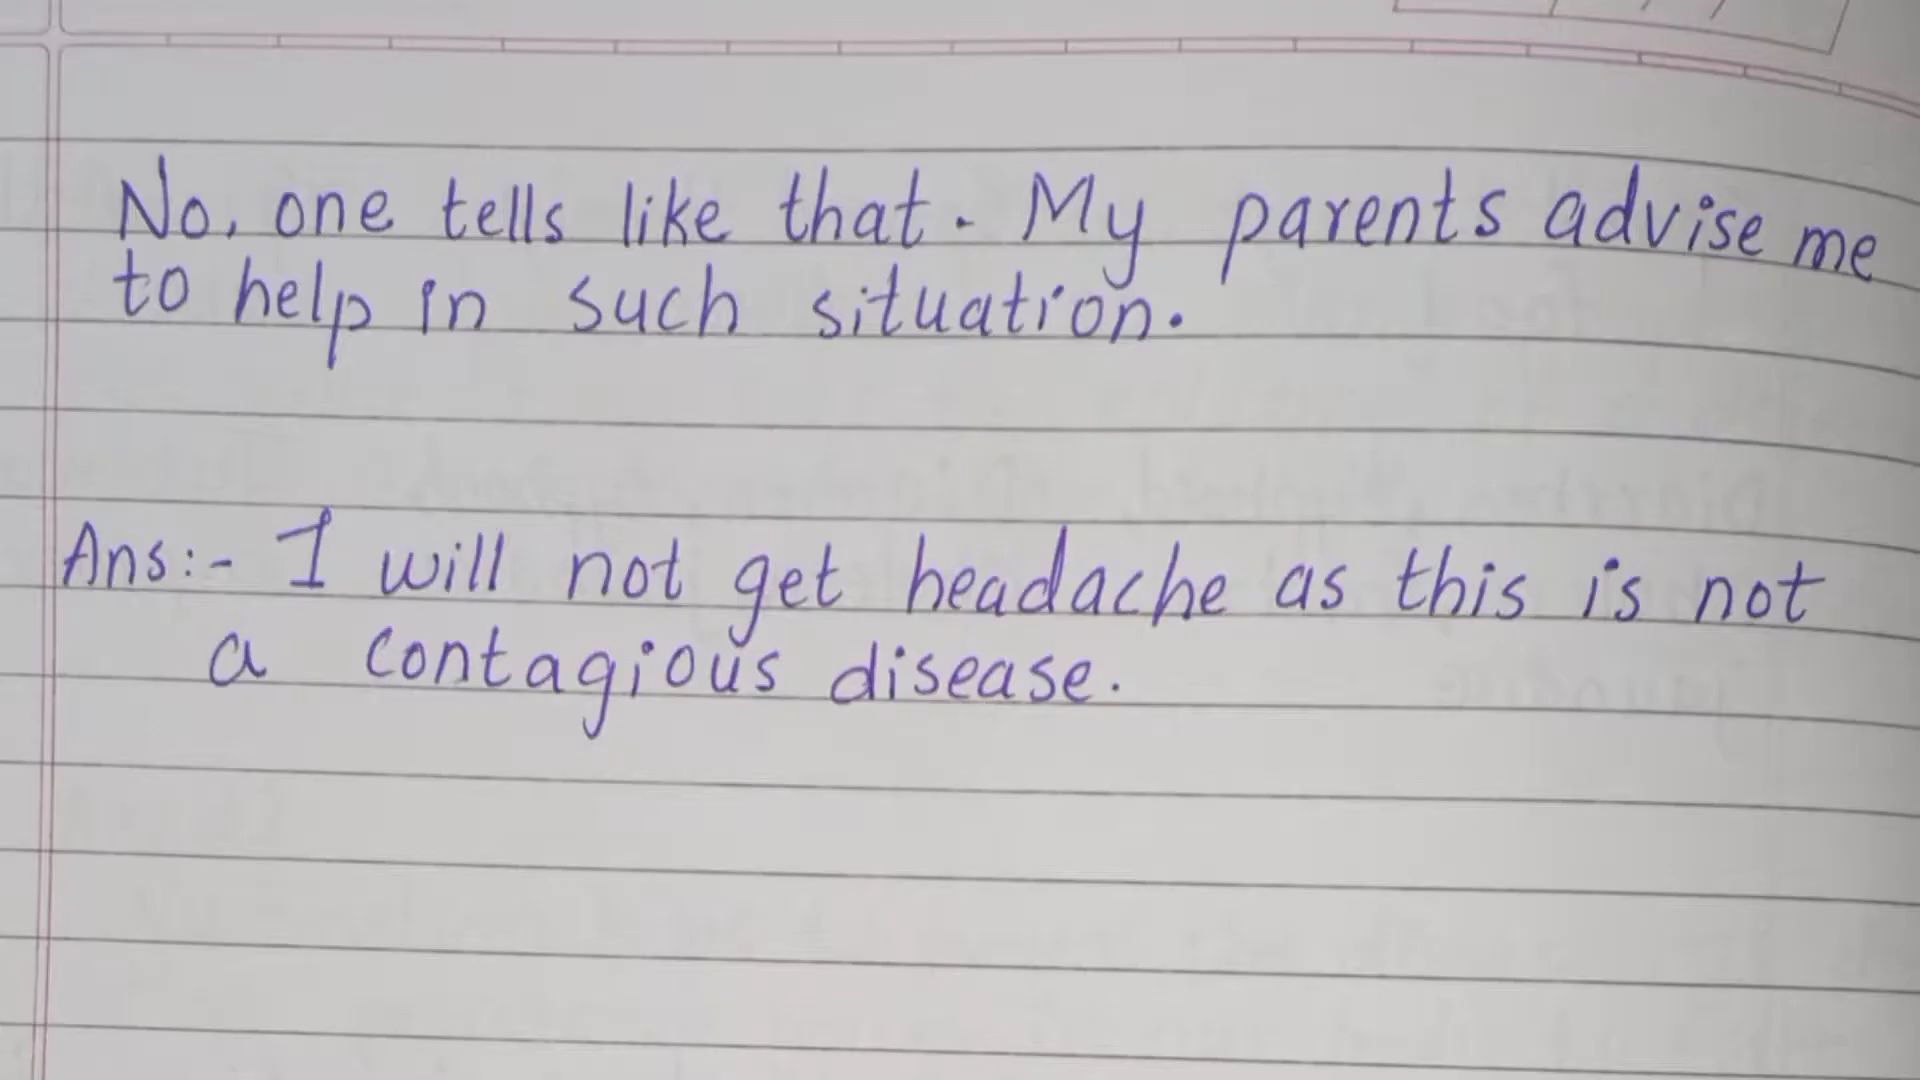 No, one tells like that. My parents advise me
to help in such situation.
Ans:- I will not get headache as this is not
a contagious disease.